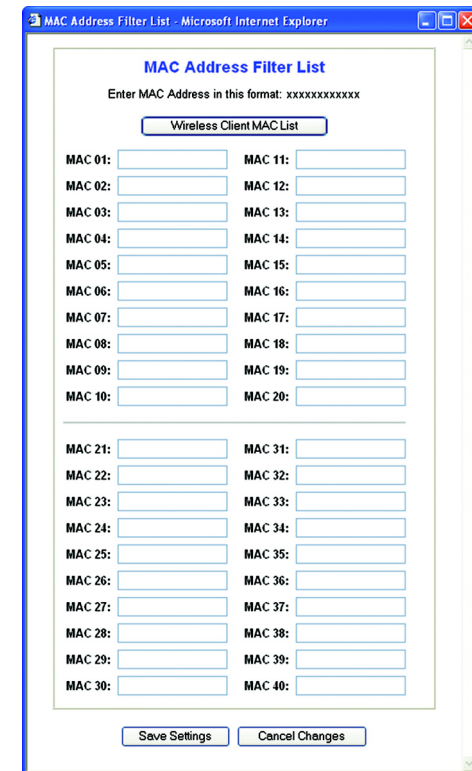 MAC Address Filter List - Microsoft Internet Explorer
MAC Address Filter List
Enter MAC Address in this format: xxxxxxxxxxxx
Wireless Client MAC List
MAC 01: MAC 11:
MAC 02: MAC 12:
MAC 03: MAC 13:
MAC 04: MAC 14:
MAC 05: MAC 15:
MAC 06: MAC 16:
MAC 07: MAC 17:
MAC 08: MAC 18:
MAC 09: MAC 19:
MAC 10: MAC 20:
MAC 21: MAC 31:
MAC 22: MAC 32:
MAC 23: MAC 33:
MAC 24: MAC 34:
MAC 25: MAC 35:
MAC 26: MAC 36:
MAC 27: MAC 37:
MAC 28: MAC 38:
MAC 29: MAC 39:
MAC 30: MAC 40:
Save Settings Cancel Changes